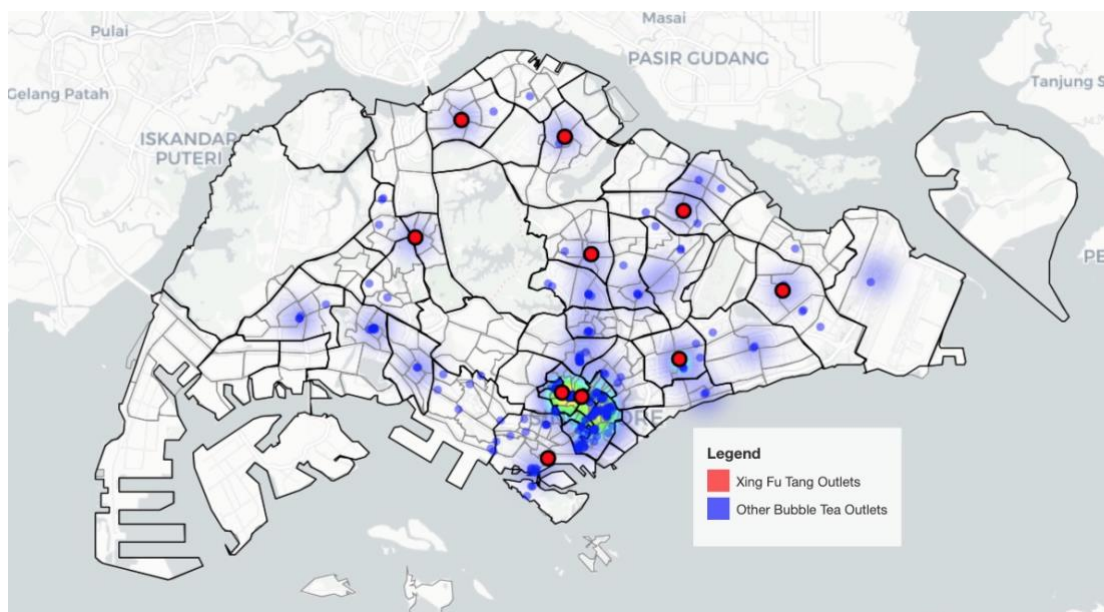 Masai
Pulai
PASIR GUDANG
Tanjung S
Gelang Patah
ISKANDAR
PUTERI
PE
ORE
Legend
Xing Fu Tang Outlets
Other Bubble Tea Outlets